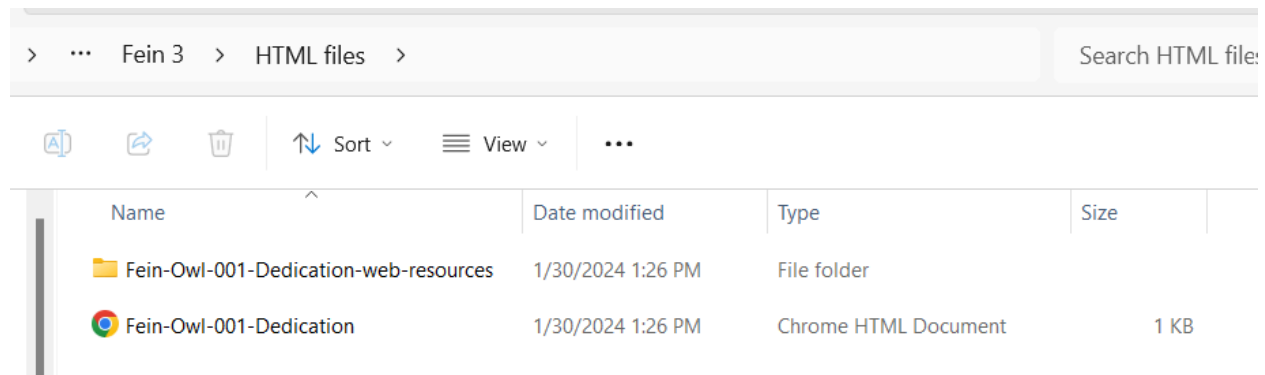 > ··· Fein 3 > HTML files > Search HTML files
Sort View ···
Name Date modified Type Size
Fein-Owl-001-Dedication-web-resources 1/30/2024 1:26 PM File folder
Fein-Owl-001-Dedication 1/30/2024 1:26 PM Chrome HTML Document 1 KB